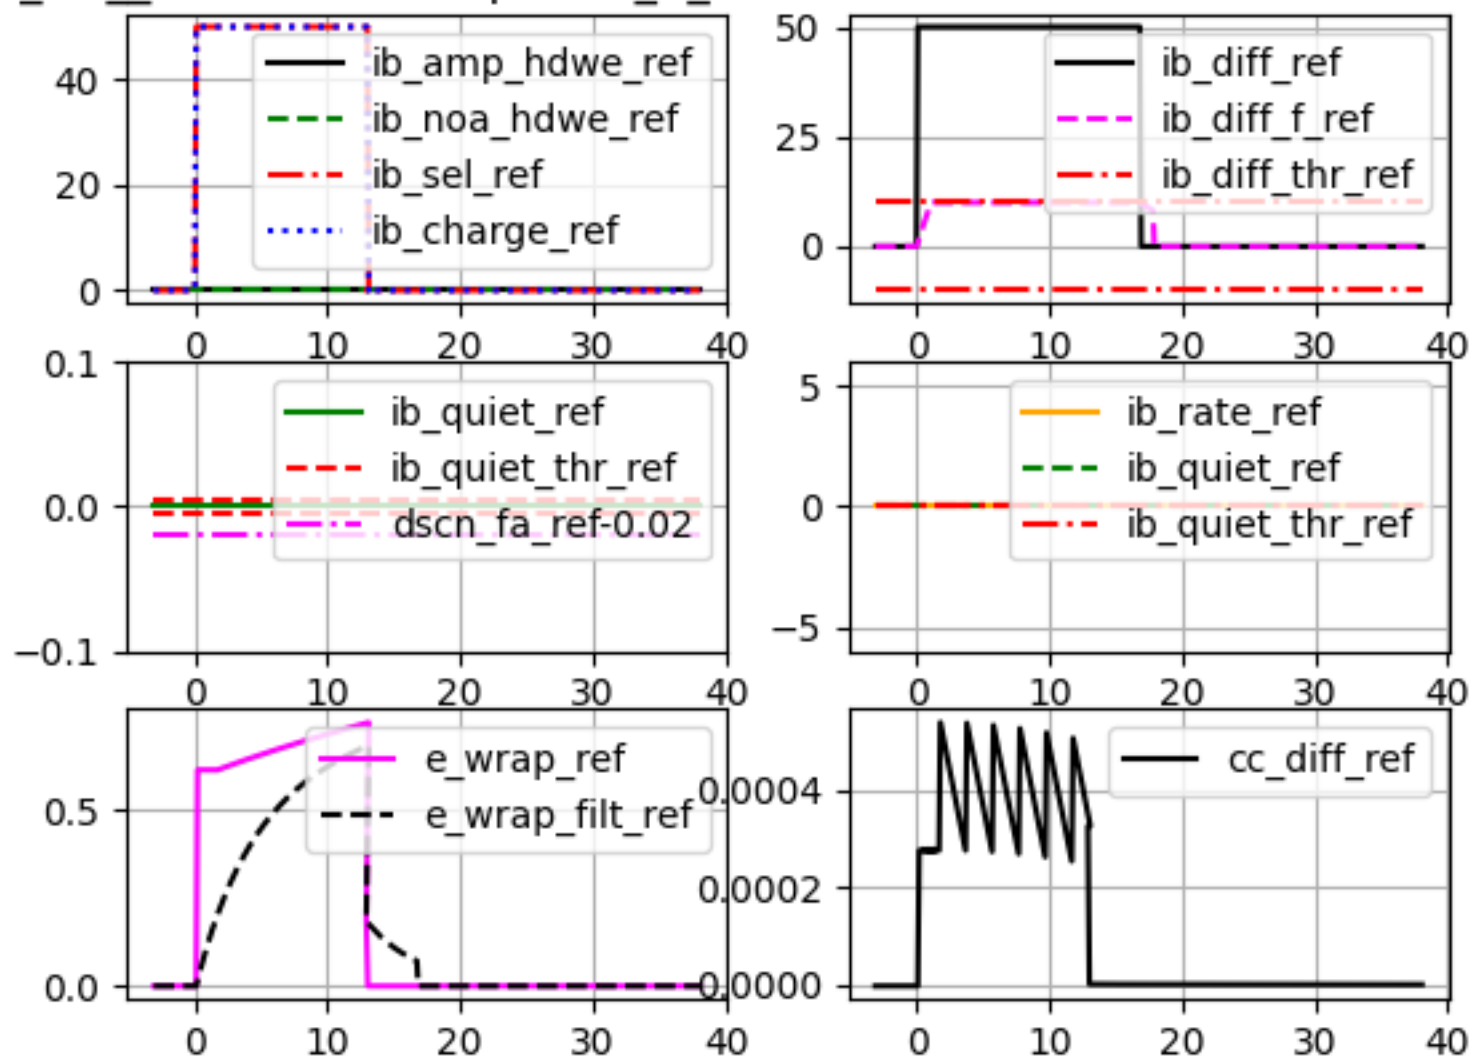 ib_amp_hdwe_ref
ib_noa_hdwe_ref
ib_sel_ref
ib_charge_ref
40
20
0
0 10 20 30 40
ib_diff_ref
ib_diff_f_ref
ib_diff_thr_ref
50
25
0
0 10 20 30 40
ib_quiet_ref
ib_quiet_thr_ref
dscn_fa_ref-0.02
0.1
0.0
−0.1
0 10 20 30 40
ib_rate_ref
ib_quiet_ref
ib_quiet_thr_ref
5
0
−5
0 10 20 30 40
e_wrap_ref
e_wrap_filt_ref
0.5
0.0
0 10 20 30 40
cc_diff_ref
0.0004
0.0002
0.0000
0 10 20 30 40